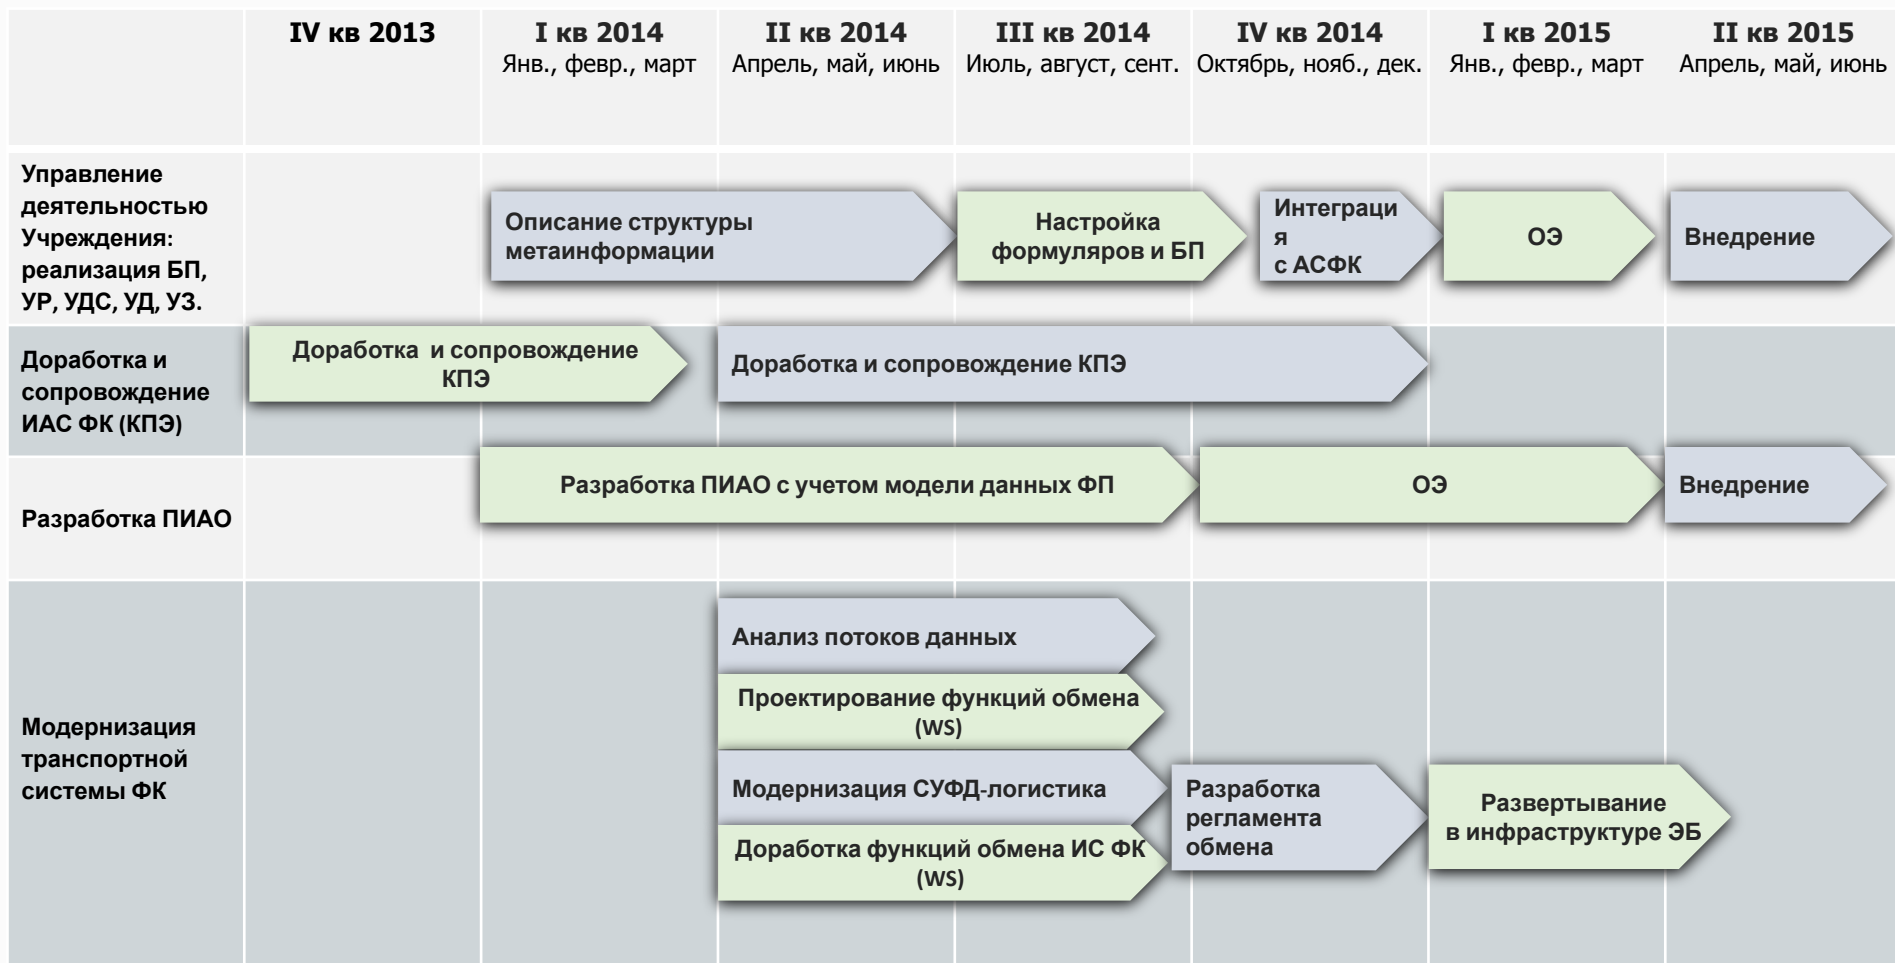 IV кв 2013
I кв 2014
Янв., февр., март
II кв 2014
Апрель, май, июнь
III кв 2014
Июль, август, сент.
IV кв 2014
Октябрь, нояб., дек.
I кв 2015
Янв., февр., март
II кв 2015
Апрель, май, июнь
Управление
деятельностью
Учреждения:
реализация БП,
УР, УДС, УД, УЗ.
Описание структуры
метаинформации
Настройка
формуляров и БП
Интеграци
я
с АСФК
ОЭ
Внедрение
Доработка и
сопровождение
ИАС ФК (КПЭ)
Доработка и сопровождение
КПЭ
Доработка и сопровождение КПЭ
Разработка ПИАО
Разработка ПИАО с учетом модели данных ФП
ОЭ
Внедрение
Модернизация
транспортной
системы ФК
Анализ потоков данных
Проектирование функций обмена
(WS)
Модернизация СУФД-логистика
Доработка функций обмена ИС ФК
(WS)
Разработка
регламента
обмена
Развертывание
в инфраструктуре ЭБ